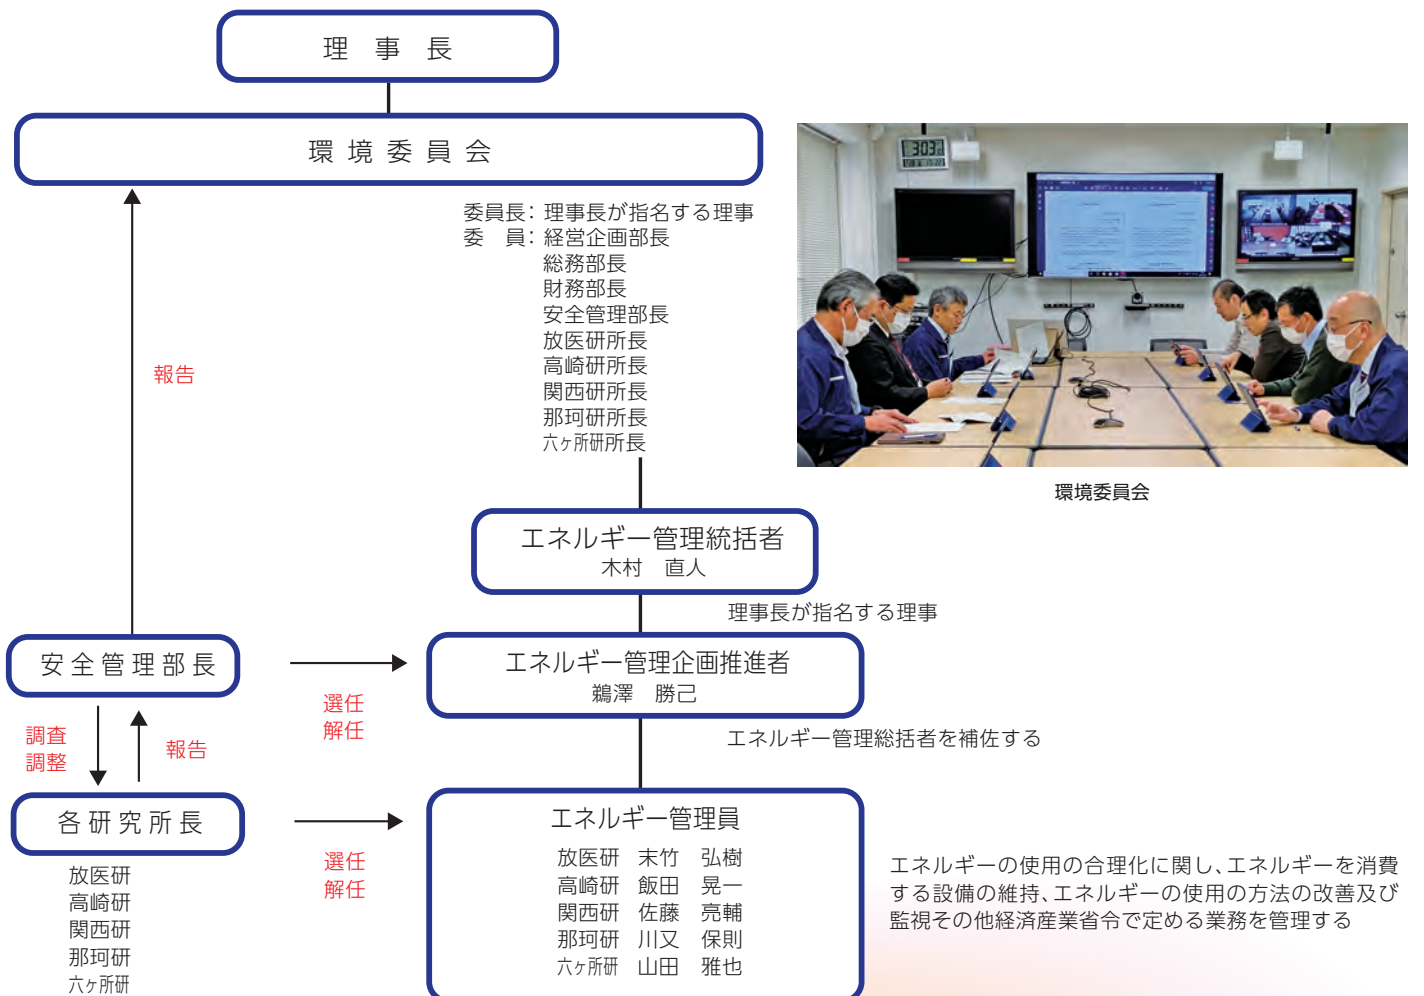 理事長
環境委員会
委員長：理事長が指名する理事
委　員：経営企画部長
総務部長
財務部長
安全管理部長
放医研所長
高崎研所長
関西研所長
那珂研所長
六ヶ所研所長
303
環境委員会
報告
エネルギー管理統括者
木村　直人
理事長が指名する理事
安全管理部長
選任
解任
エネルギー管理企画推進者
鵜澤　勝己
エネルギー管理総括者を補佐する
調査
調整
報告
各研究所長
放医研
高崎研
関西研
那珂研
六ヶ所研
選任
解任
エネルギー管理員
放医研　末竹　弘樹
高崎研　飯田　晃一
関西研　佐藤　亮輔
那珂研　川又　保則
六ヶ所研　山田　雅也
エネルギーの使用の合理化に関し、エネルギーを消費
する設備の維持、エネルギーの使用の方法の改善及び
監視その他経済産業省令で定める業務を管理する